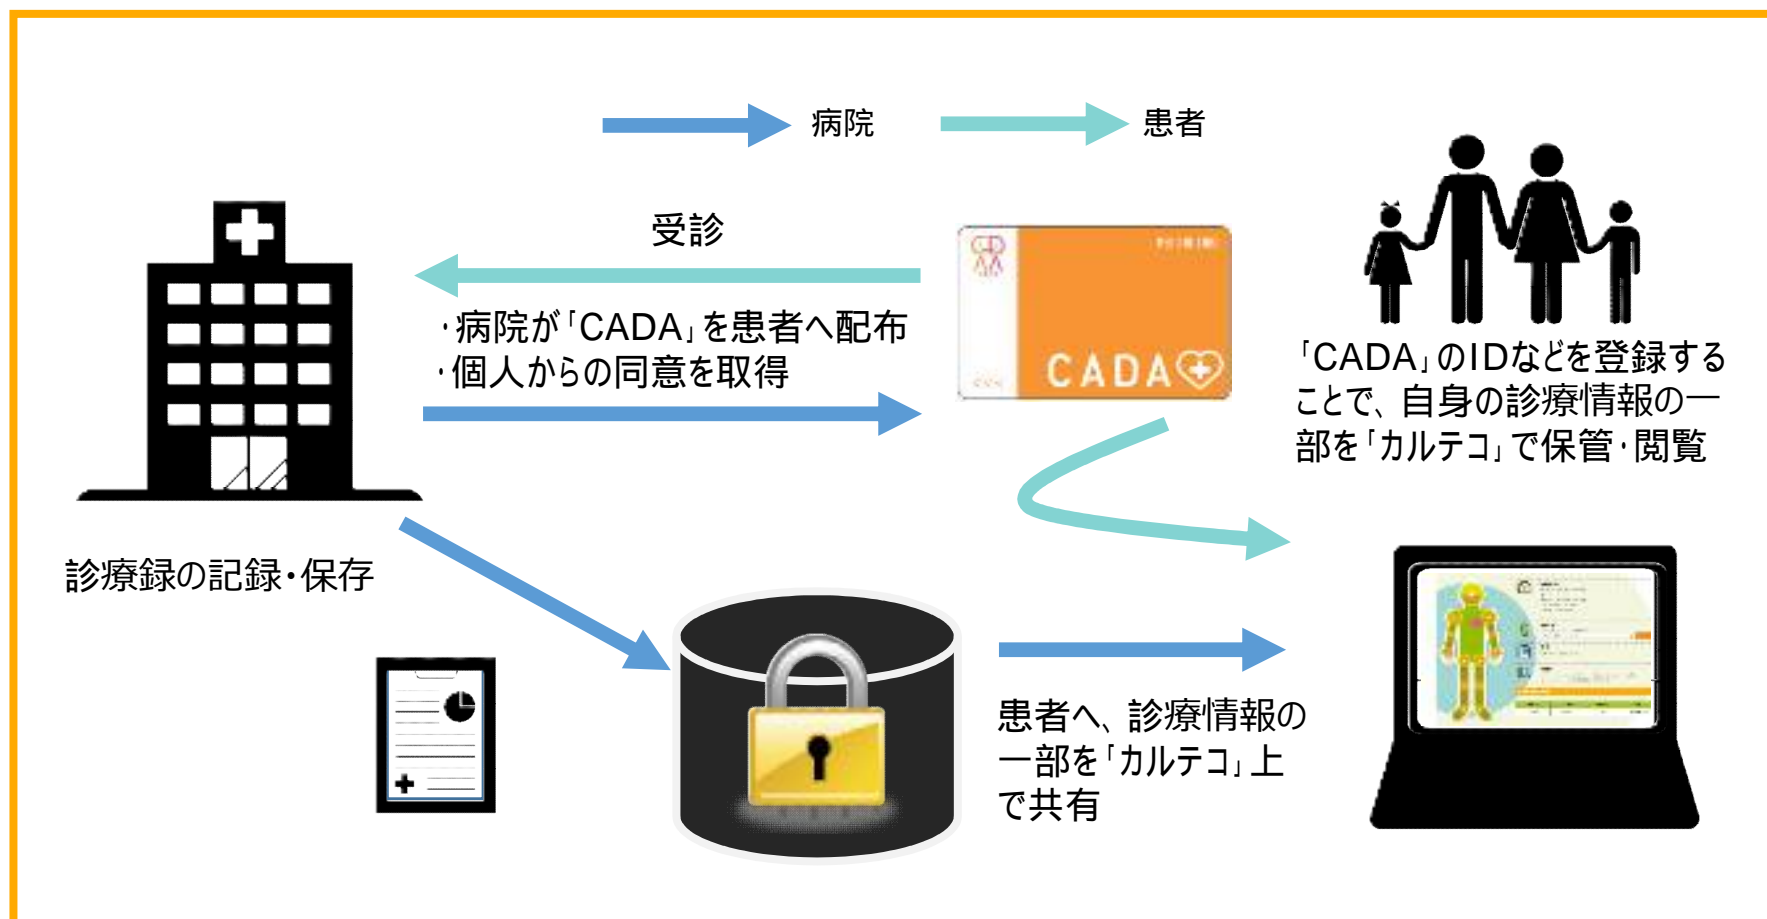 病院
患者
受診
・病院が「CADA」を患者へ配布
・個人からの同意を取得
CADA
「CADA」のIDなどを登録する
ことで、自身の診療情報の一
部を「カルテコ」で保管・閲覧
診療録の記録・保存
患者へ、診療情報の
一部を「カルテコ」上
で共有